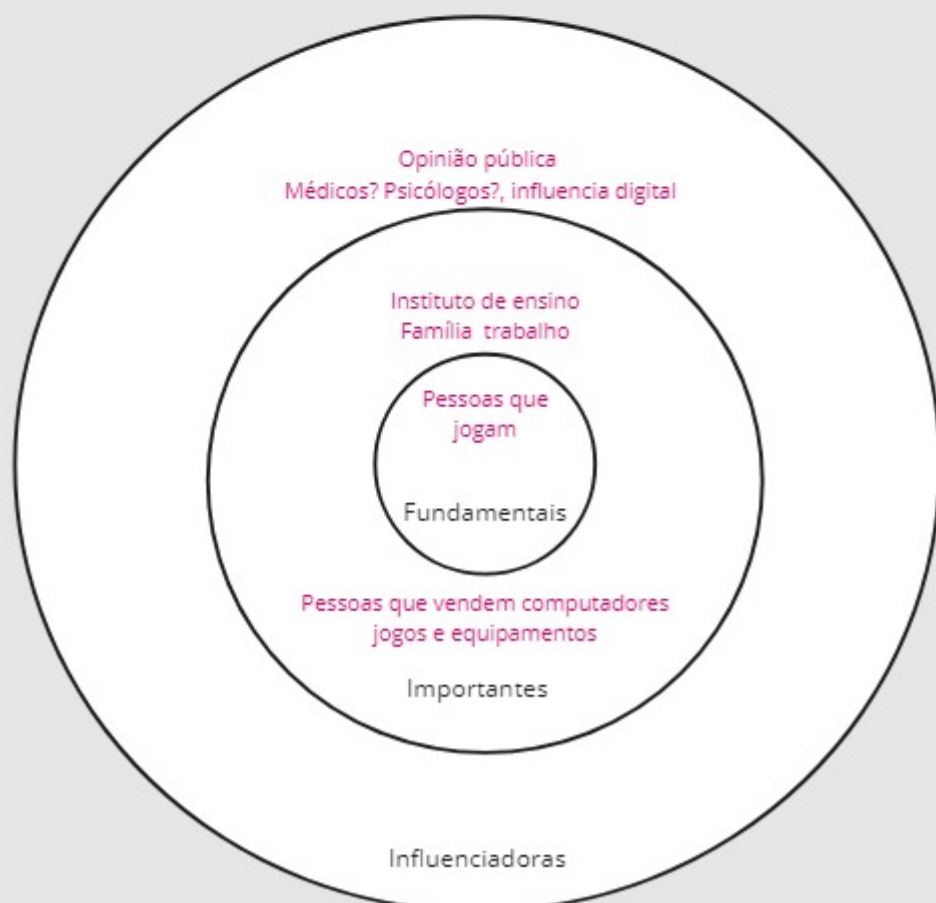 Opinião pública
Médicos? Psicólogos?, influencia digital
Instituto de ensino
Família  trabalho
Pessoas que
jogam
Fundamentais
Pessoas que vendem computadores
jogos e equipamentos
Importantes
Influenciadoras